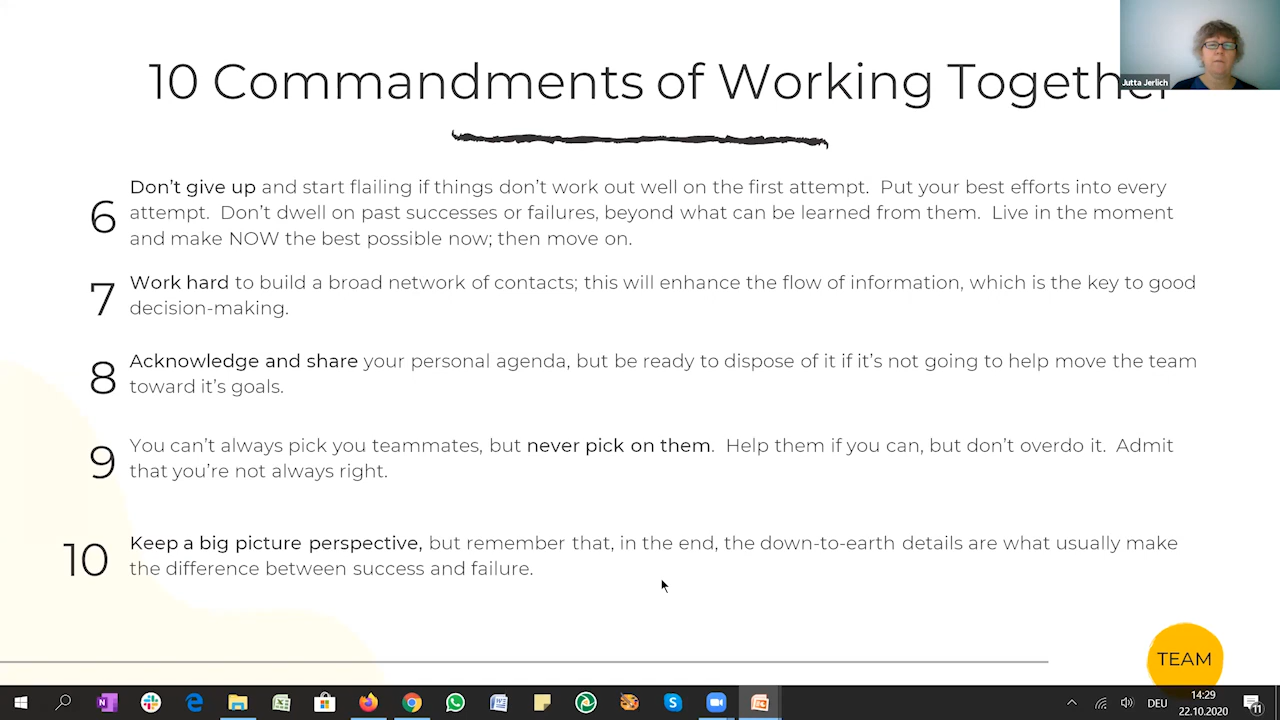 10 Commandments of Working Together
Jutta Jerlich
6
Don't give up and start flailing if things don't work out well on the first attempt. Put your best efforts into every
attempt. Don't dwell on past successes or failures, beyond what can be learned from them. Live in the moment
and make NOW the best possible now; then move on.
7
Work hard to build a broad network of contacts; this will enhance the flow of information, which is the key to good
decision-making.
8
Acknowledge and share your personal agenda, but be ready to dispose of it if it's not going to help move the team
toward it's goals.
9
You can't always pick you teammates, but never pick on them. Help them if you can, but don't overdo it. Admit
that you're not always right.
10
Keep a big picture perspective, but remember that, in the end, the down-to-earth details are what usually make
the difference between success and failure.
TEAM
DEU
14:29
22.10.2020
11